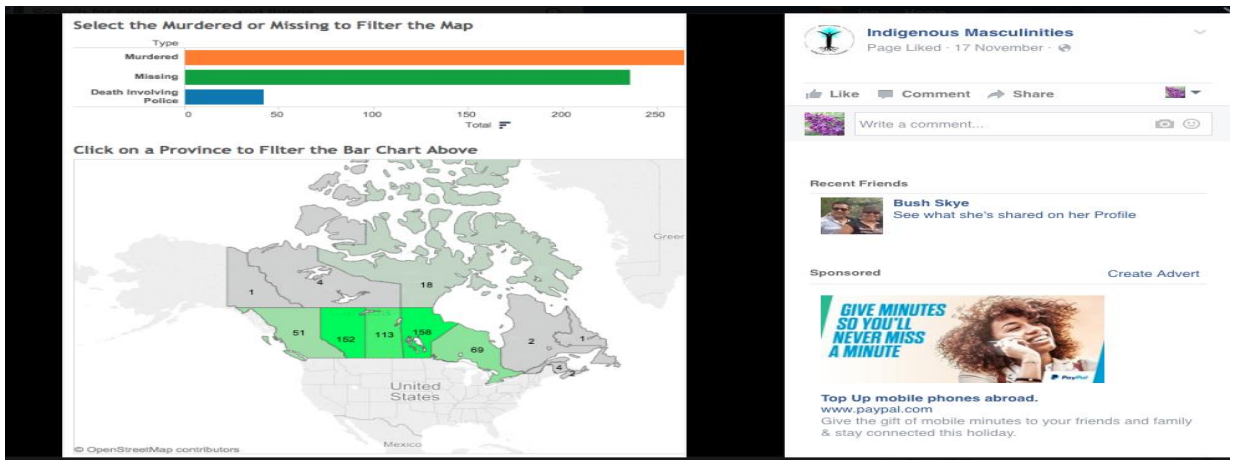 Select the Murdered or Missing to Filter the Map
Type
Murdered
Missing
Death Involving
Police
0 50 100 150 200 250
Total
Click on a Province to Filter the Bar Chart Above
Greer
1
4
18
51
152
113
158
69
2
1
4
2
United
States
Mexico
© OpenStreetMap contributors
Indigenous Masculinities
Page Liked · 17 November ·
Like Comment Share
Write a comment...
Recent Friends
Bush Skye
See what she's shared on her Profile
Sponsored Create Advert
GIVE MINUTES
SO YOU'LL
NEVER MISS
A MINUTE
PayPal
Top Up mobile phones abroad.
www.paypal.com
Give the gift of mobile minutes to your friends and family
& stay connected this holiday.